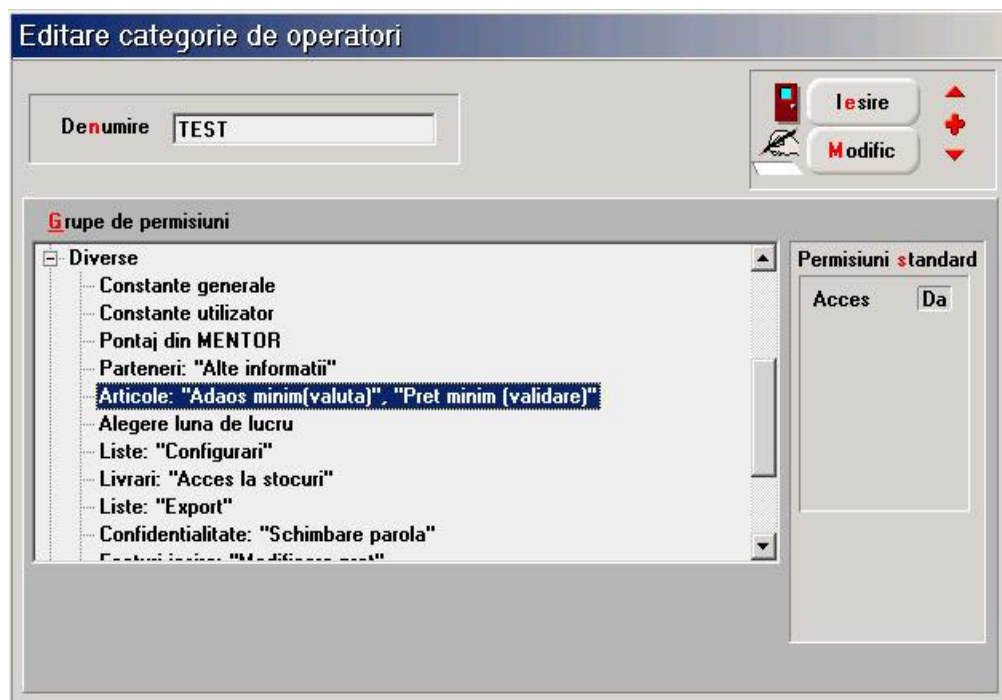 Editare categorie de operatori
Denumire TEST
Iesire
Modific
Grupe de permisiuni
Diverse
Constante generale
Constante utilizator
Pontaj din MENTOR
Parteneri: "Alte informatii"
Articole: "Adaos minim(valuta)", "Pret minim (validare)"
Alegere luna de lucru
Liste: "Configurari"
Livrari: "Acces la stocuri"
Liste: "Export"
Confidentialitate: "Schimbare parola"
Permisiuni standard
Acces Da